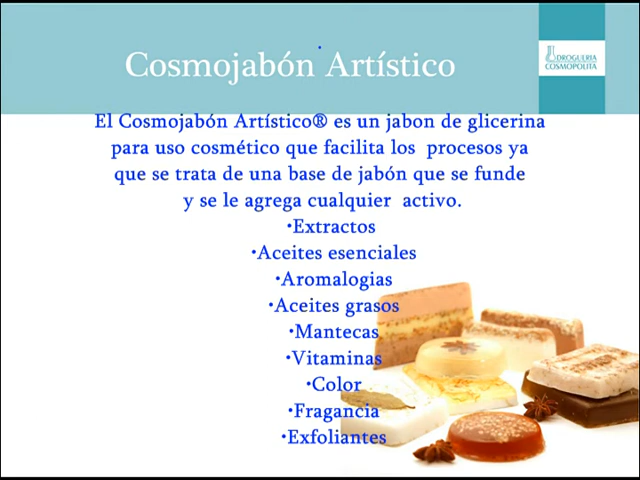 Cosmojabón Artístico
DROGUERIA
COSMOPOLITA
El Cosmojabón Artístico® es un jabon de glicerina
para uso cosmético que facilita los procesos ya
que se trata de una base de jabón que se funde
y se le agrega cualquier activo.
•Extractos
•Aceites esenciales
•Aromalogias
•Aceites grasos
•Mantecas
•Vitaminas
•Color
•Fragancia
•Exfoliantes